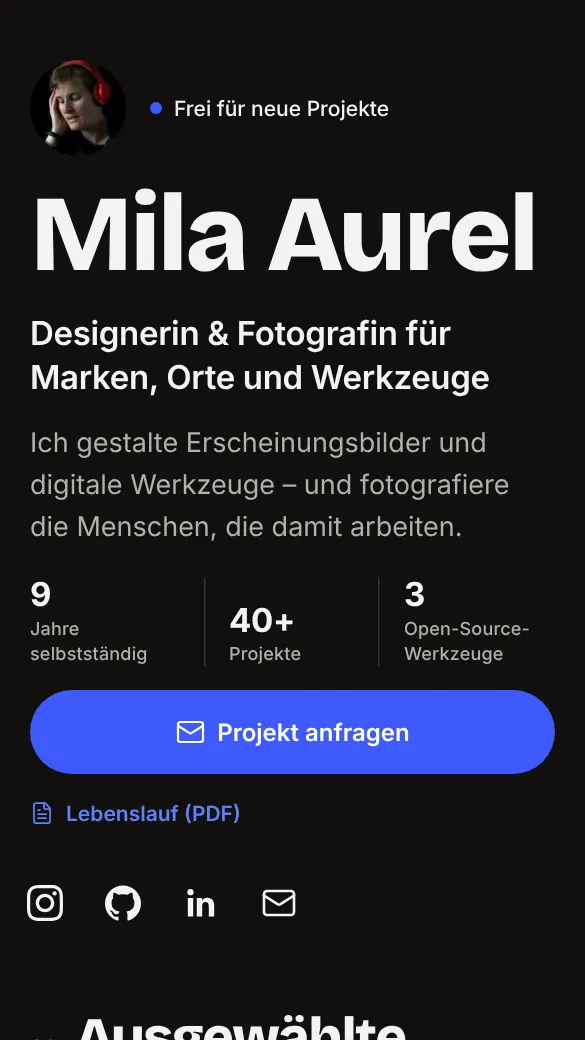 Frei für neue Projekte
Mila Aurel
Designerin & Fotografin für
Marken, Orte und Werkzeuge
Ich gestalte Erscheinungsbilder und
digitale Werkzeuge – und fotografiere
die Menschen, die damit arbeiten.
9
Jahre
selbstständig
40+
Projekte
3
Open-Source-
Werkzeuge
Projekt anfragen
Lebenslauf (PDF)
in
Ausgewählte